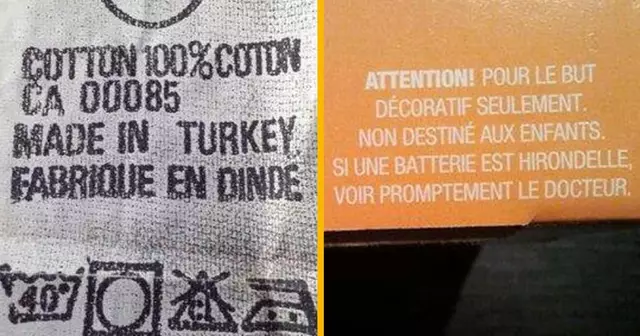 COTTON 100% COTON
CA 00085
MADE IN TURKEY
FABRIQUE EN DINDE
40°
ATTENTION! POUR LE BUT
DÉCORATIF SEULEMENT.
NON DESTINÉ AUX ENFANTS.
SI UNE BATTERIE EST HIRONDELLE,
VOIR PROMPTEMENT LE DOCTEUR.